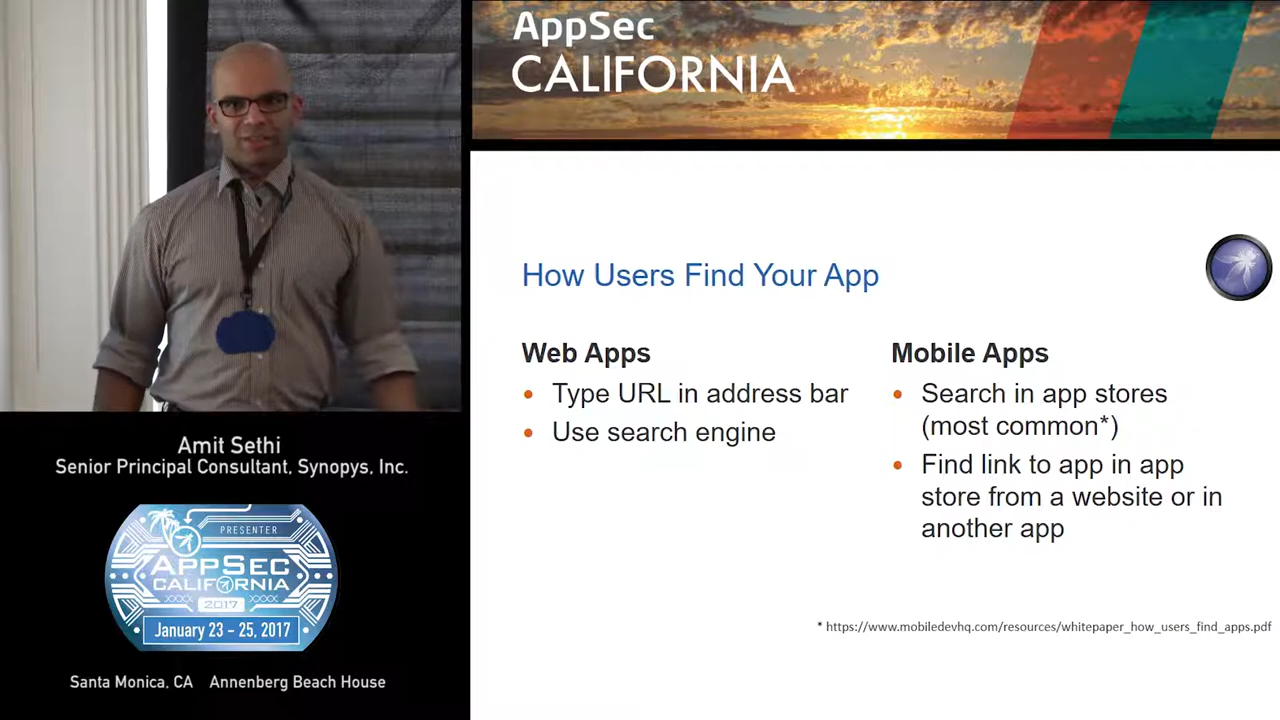 AppSec
CALIFORNIA
How Users Find Your App
Web Apps
• Type URL in address bar
• Use search engine
Mobile Apps
• Search in app stores
(most common*)
• Find link to app in app
store from a website or in
another app
* https://www.mobiledevhq.com/resources/whitepaper_how_users_find_apps.pdf
Amit Sethi
Senior Principal Consultant, Synopys, Inc.
PRESENTER
APPSEC
CALIFORNIA
2017
January 23 - 25, 2017
Santa Monica, CA Annenberg Beach House